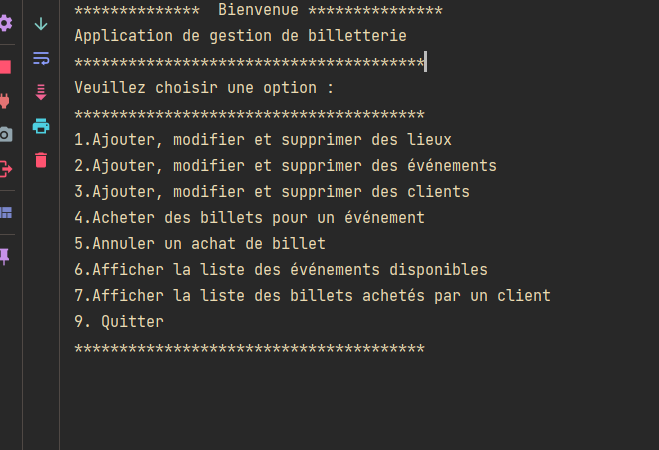 **************  Bienvenue ***************
Application de gestion de billetterie
***************************************
Veuillez choisir une option :
***************************************
1.Ajouter, modifier et supprimer des lieux
2.Ajouter, modifier et supprimer des événements
3.Ajouter, modifier et supprimer des clients
4.Acheter des billets pour un événement
5.Annuler un achat de billet
6.Afficher la liste des événements disponibles
7.Afficher la liste des billets achetés par un client
9. Quitter
***************************************